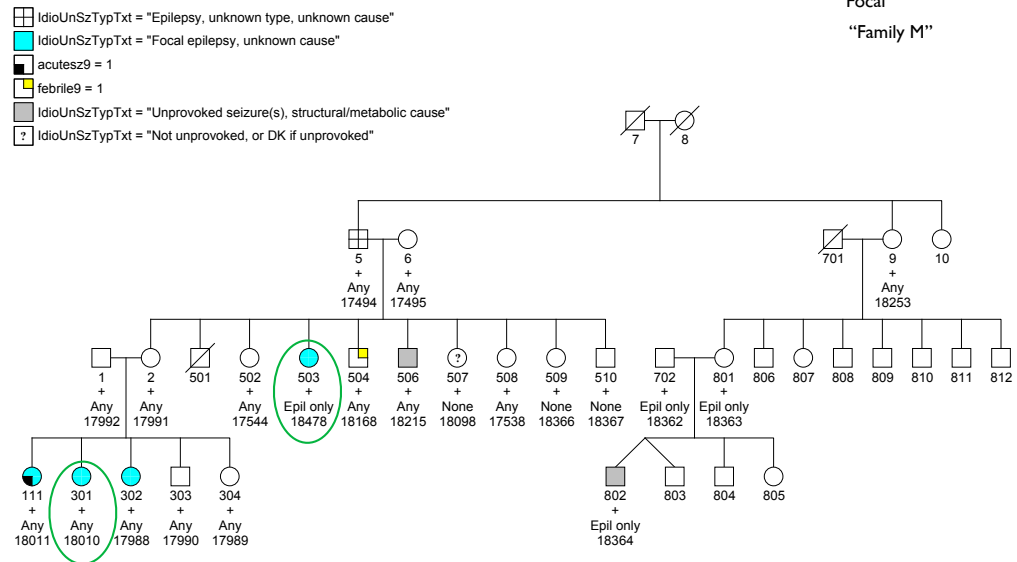 Focal
"Family M"
IdioUnSzTypTxt = "Epilepsy, unknown type, unknown cause"
IdioUnSzTypTxt = "Focal epilepsy, unknown cause"
acutesz9 = 1
febrile9 = 1
IdioUnSzTypTxt = "Unprovoked seizure(s), structural/metabolic cause"
? IdioUnSzTypTxt = "Not unprovoked, or DK if unprovoked"
7 8
5 6 701 9 10
+ + +
Any Any Any
17494 17495 18253
?
1 2 501 502 503 504 506 507 508 509 510 702 801 806 807 808 809 810 811 812
+ + + + + + + + + + + +
Any Any Any Epil only Any Any None Any None None Epil only Epil only
17992 17991 17544 18478 18168 18215 18098 17538 18366 18367 18362 18363
111 301 302 303 304 802 803 804 805
+ + + + + +
Any Any Any Any Any Epil only
18011 18010 17988 17990 17989 18364